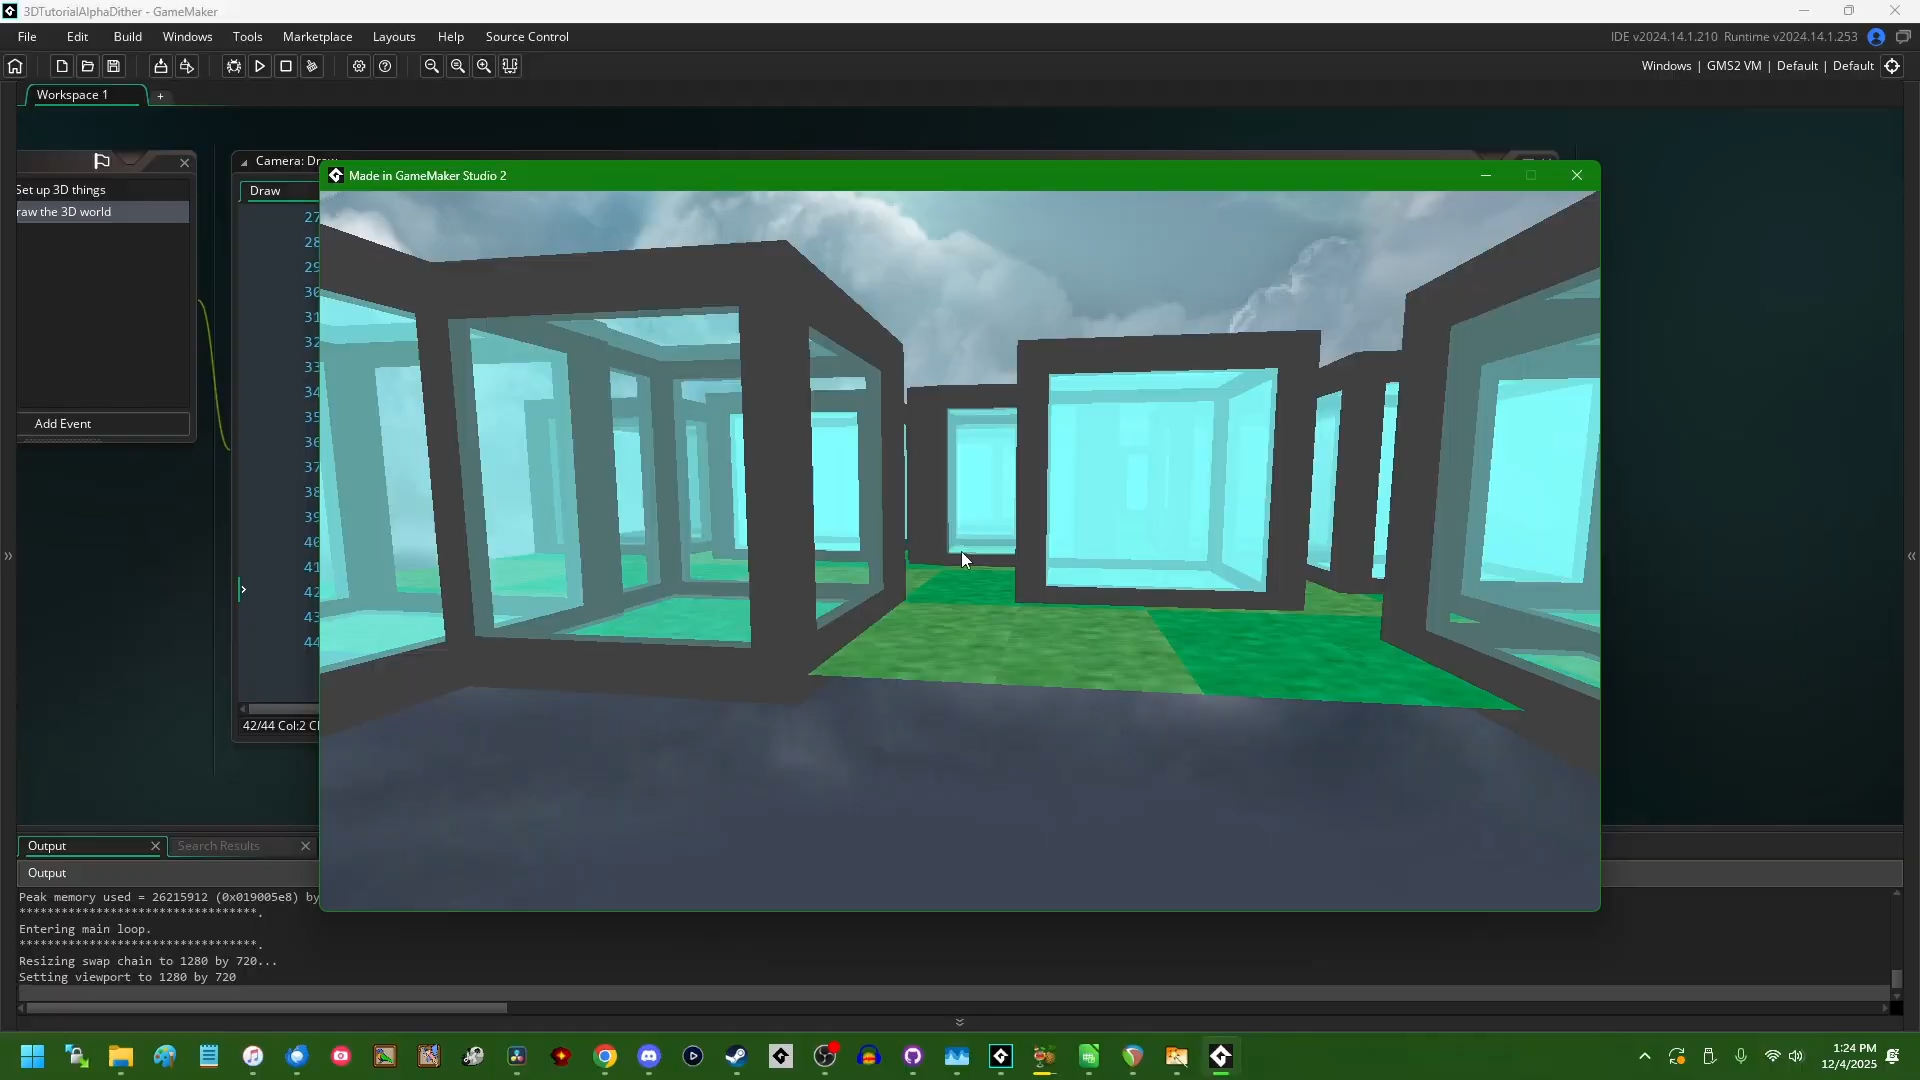 3DTutorialAlphaDither - GameMaker
File Edit Build Windows Tools Marketplace Layouts Help Source Control
IDE v2024.14.1.210 Runtime v2024.14.1.253
Windows | GMS2 VM | Default | Default
Workspace 1
+
Set up 3D things
raw the 3D world
Add Event
Camera: Draw
Draw
Made in GameMaker Studio 2
27
28
29
30
31
32
33
34
35
36
37
38
39
40
41
42
43
44
42/44 Col:2
Output
Search Results
Output
Peak memory used = 26215912 (0x019005e8) by
*********************************.
Entering main loop.
*********************************.
Resizing swap chain to 1280 by 720...
Setting viewport to 1280 by 720
1:24 PM
12/4/2025